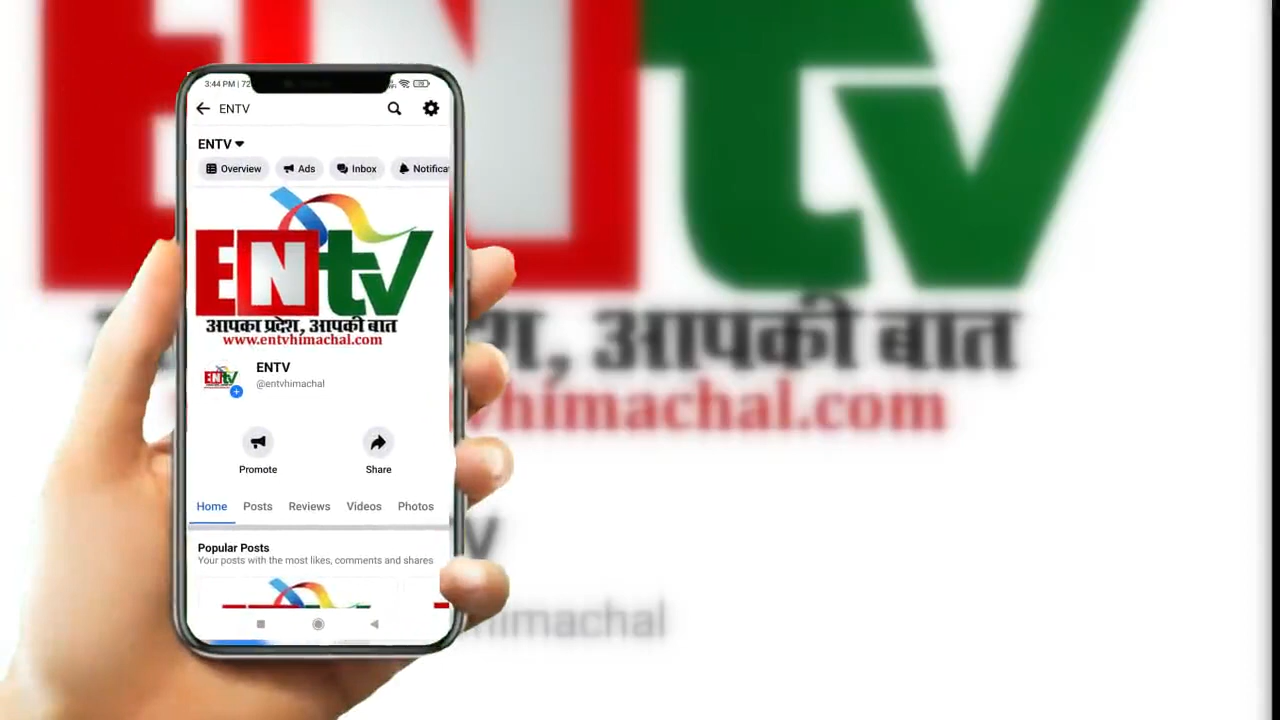 3:44 PM | 72
ENTV
ENTV
Overview
Ads
Inbox
Notifica
ENtv
आपका प्रदेश, आपकी बात
www.entvhimachal.com
ENTV
@entvhimachal
Promote
Share
Home
Posts
Reviews
Videos
Photos
Popular Posts
Your posts with the most likes, comments and shares
ENtv
, आपकी बात
himachal.com
V
himachal